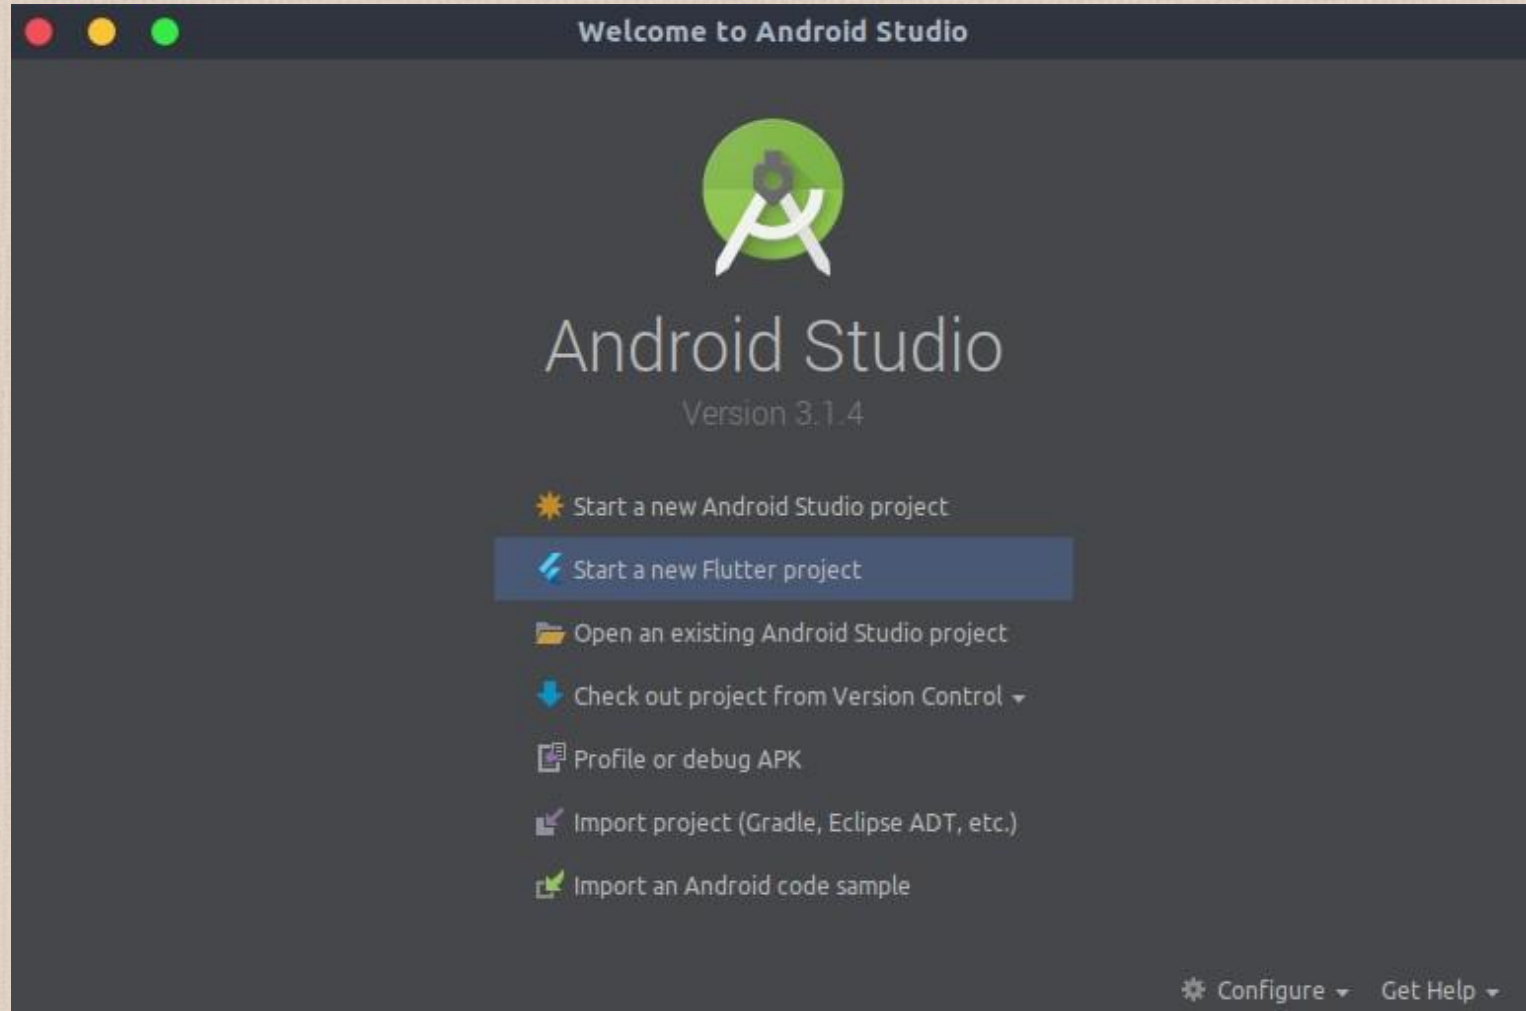 Welcome to Android Studio
Android Studio
Version 3.1.4
Start a new Android Studio project
Start a new Flutter project
Open an existing Android Studio project
Check out project from Version Control
Profile or debug APK
Import project (Gradle, Eclipse ADT, etc.)
Import an Android code sample
Configure Get Help